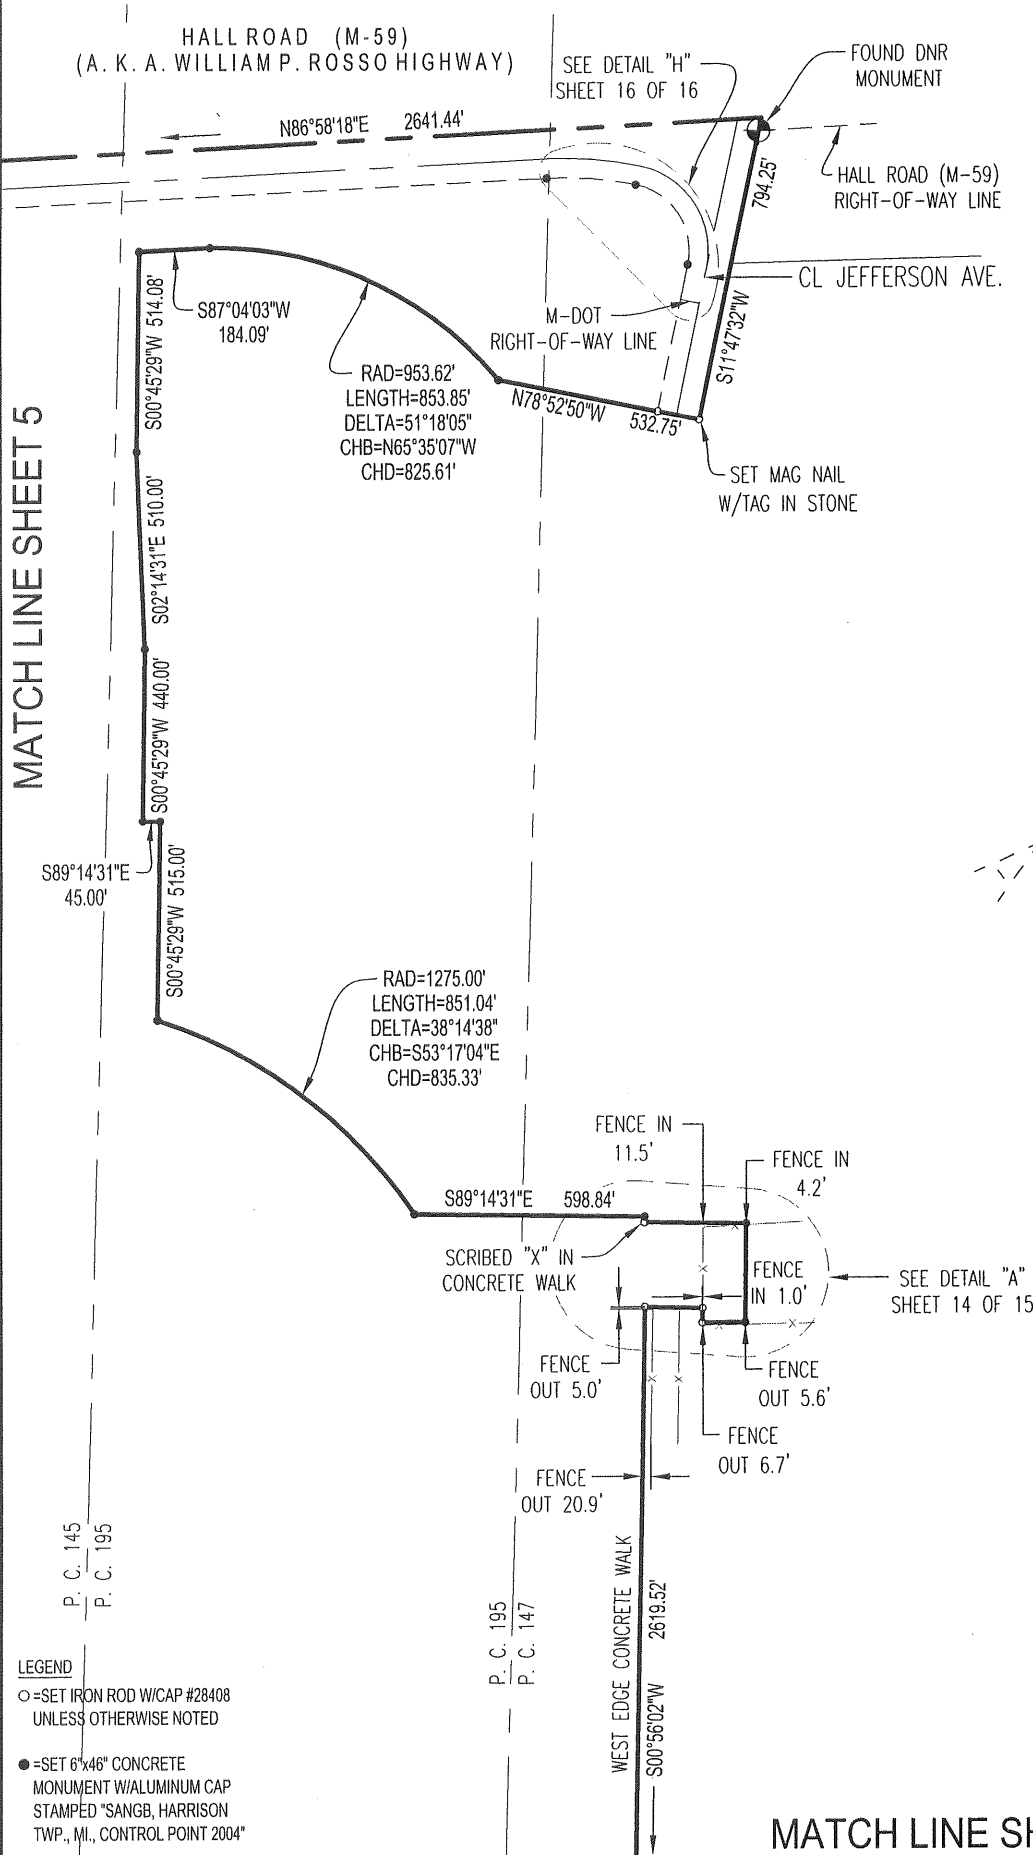 HALL ROAD (M-59)
(A. K. A. WILLIAM P. ROSSO HIGHWAY)
SEE DETAIL "H"
SHEET 16 OF 16
FOUND DNR
MONUMENT
N86°58'18"E 2641.44'
794.25'
HALL ROAD (M-59)
RIGHT-OF-WAY LINE
CL JEFFERSON AVE.
S11°47'32"W
M-DOT
RIGHT-OF-WAY LINE
S87°04'03"W
184.09'
S00°45'29"W 514.08'
RAD=953.62'
LENGTH=853.85'
DELTA=51°18'05"
CHB=N65°35'07"W
CHD=825.61'
N78°52'50"W 532.75'
SET MAG NAIL
W/TAG IN STONE
MATCH LINE SHEET 5
S02°14'31"E 510.00'
S00°45'29"W 440.00'
S89°14'31"E
45.00'
S00°45'29"W 515.00'
RAD=1275.00'
LENGTH=851.04'
DELTA=38°14'38"
CHB=S53°17'04"E
CHD=835.33'
FENCE IN
11.5'
FENCE IN
4.2'
S89°14'31"E 598.84'
SCRIBED "X" IN
CONCRETE WALK
FENCE
IN 1.0'
SEE DETAIL "A"
SHEET 14 OF 15
FENCE
OUT 5.0'
FENCE
OUT 5.6'
FENCE
OUT 6.7'
FENCE
OUT 20.9'
P. C. 145
P. C. 195
P. C. 195
P. C. 147
WEST EDGE CONCRETE WALK
S00°56'02"W 2619.52'
LEGEND
=SET IRON ROD W/CAP #28408
UNLESS OTHERWISE NOTED
=SET 6"x46" CONCRETE
MONUMENT W/ALUMINUM CAP
STAMPED "SANGB, HARRISON
TWP., MI., CONTROL POINT 2004"
MATCH LINE SH